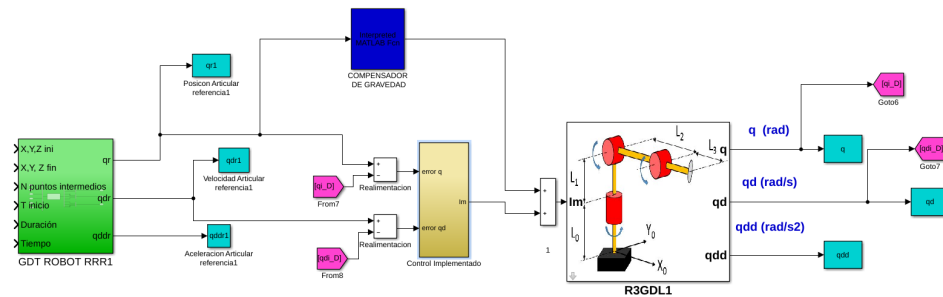 COMPENSADOR
DE GRAVEDAD
qr1
Posicon Articular
referencia1
X,Y,Z ini
X,Y, Z fin
N puntos intermedios
T inicio
Duración
Tiempo
qr
qdr
qddr
GDT ROBOT RRR1
qdr1
Velocidad Articular
referencia1
qddr1
Aceleracion Articular
referencia1
[qi_D]
From7
[qdi_D]
From8
+
−
Realimentacion
+
−
Realimentacion
error q
error qd
Im
Control Implementado
+
+
1
Im
L1
L0
L2
L3
Y0
X0
q
qd
qdd
R3GDL1
q (rad)
qd (rad/s)
qdd (rad/s2)
[qi_D]
Goto6
q
[qdi_D]
Goto7
qd
qdd